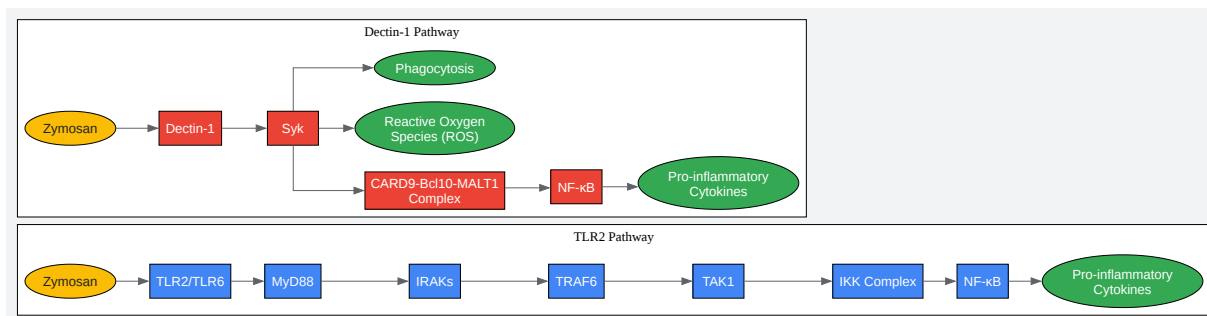 Dectin-1 Pathway
Phagocytosis
Zymosan
Dectin-1
Syk
Reactive Oxygen
Species (ROS)
CARD9-Bcl10-MALT1
Complex
NF-κB
Pro-inflammatory
Cytokines
TLR2 Pathway
Zymosan
TLR2/TLR6
MyD88
IRAKs
TRAF6
TAK1
IKK Complex
NF-κB
Pro-inflammatory
Cytokines